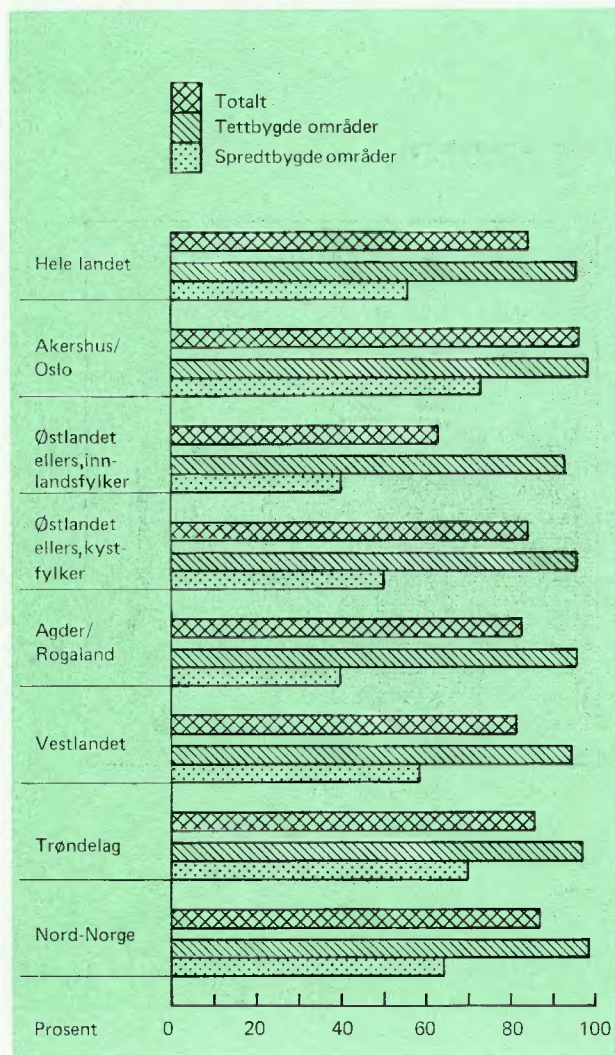 Totalt
Tettbygde områder
Spredtbygde områder
Hele landet
Akershus/
Oslo
Østlandet
ellers, inn-
landsfylker
Østlandet
ellers, kyst-
fylker
Agder/
Rogaland
Vestlandet
Trøndelag
Nord-Norge
Prosent 0 20 40 60 80 100